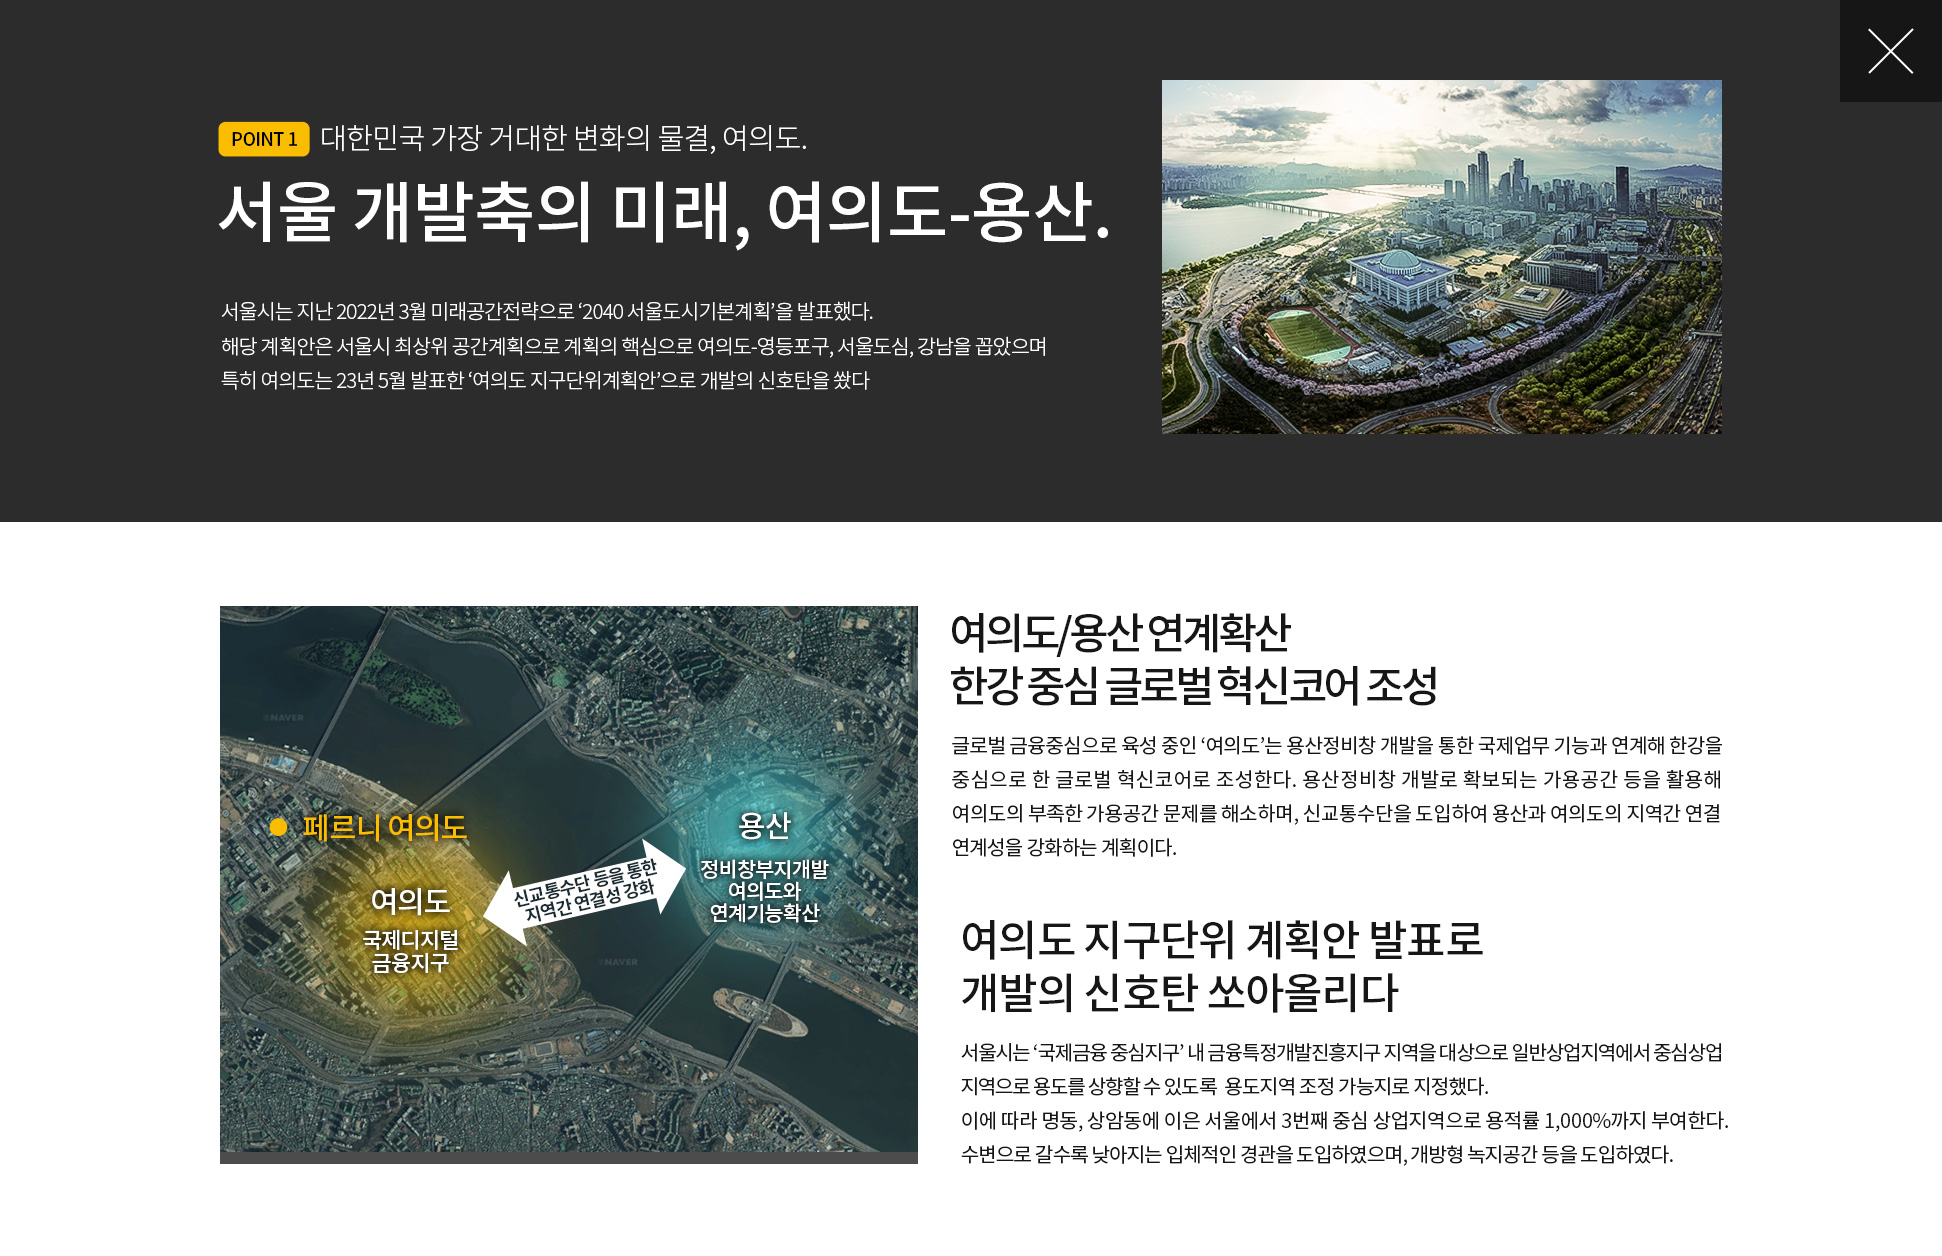 POINT 1 대한민국 가장 거대한 변화의 물결, 여의도.
서울 개발축의 미래, 여의도-용산.
서울시는 지난 2022년 3월 미래공간전략으로 ‘2040 서울도시기본계획’을 발표했다.
해당 계획안은 서울시 최상위 공간계획으로 계획의 핵심으로 여의도-영등포구, 서울도심, 강남을 꼽았으며
특히 여의도는 23년 5월 발표한 ‘여의도 지구단위계획안’으로 개발의 신호탄을 쐈다
NAVER
페르니 여의도
여의도
국제디지털
금융지구
신교통수단 등을 통한
지역간 연결성 강화
용산
정비창부지개발
여의도와
연계기능확산
NAVER
여의도/용산 연계확산
한강 중심 글로벌 혁신코어 조성
글로벌 금융중심으로 육성 중인 ‘여의도’는 용산정비창 개발을 통한 국제업무 기능과 연계해 한강을
중심으로 한 글로벌 혁신코어로 조성한다. 용산정비창 개발로 확보되는 가용공간 등을 활용해
여의도의 부족한 가용공간 문제를 해소하며, 신교통수단을 도입하여 용산과 여의도의 지역간 연결
연계성을 강화하는 계획이다.
여의도 지구단위 계획안 발표로
개발의 신호탄 쏘아올리다
서울시는 ‘국제금융 중심지구’ 내 금융특정개발진흥지구 지역을 대상으로 일반상업지역에서 중심상업
지역으로 용도를 상향할 수 있도록 용도지역 조정 가능지로 지정했다.
이에 따라 명동, 상암동에 이은 서울에서 3번째 중심 상업지역으로 용적률 1,000%까지 부여한다.
수변으로 갈수록 낮아지는 입체적인 경관을 도입하였으며, 개방형 녹지공간 등을 도입하였다.